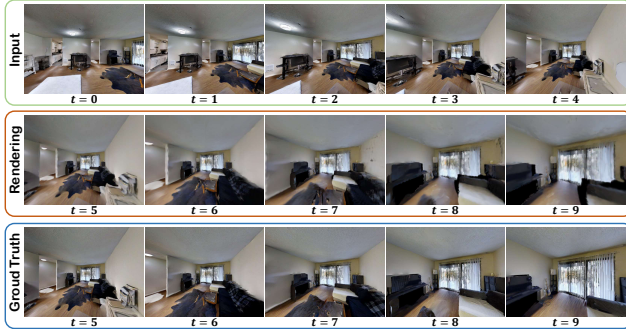 Input
t = 0 t = 1 t = 2 t = 3 t = 4
Rendering
t = 5 t = 6 t = 7 t = 8 t = 9
Groud Truth
t = 5 t = 6 t = 7 t = 8 t = 9